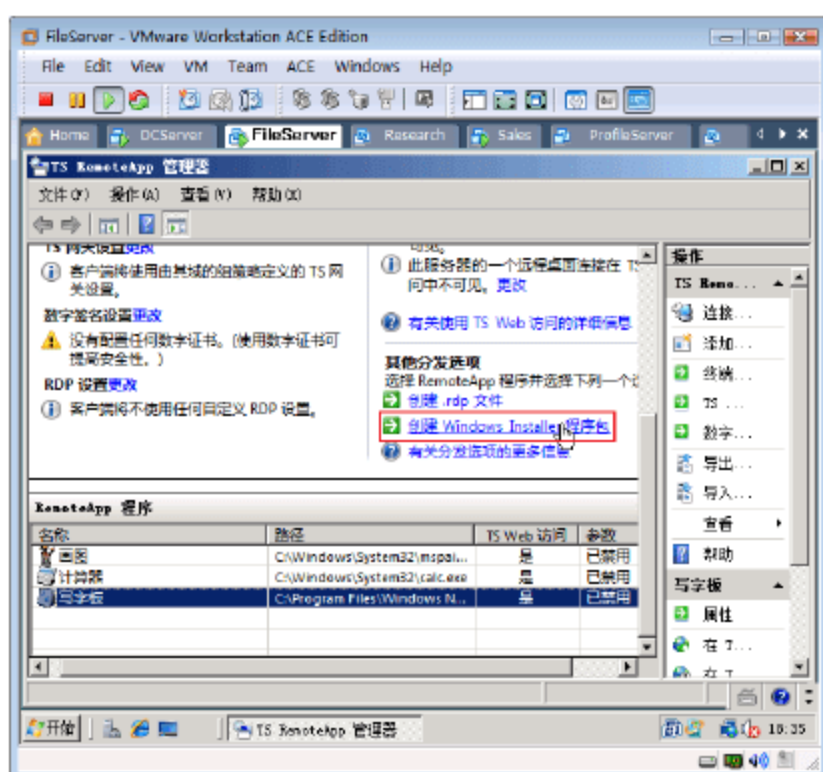 FileServer - VMware Workstation ACE Edition
File Edit View VM Team ACE Windows Help
Home DCServer FileServer Research Sales ProfileServer
TS RemoteApp 管理器
文件(F) 操作(A) 查看(V) 帮助(H)
TS 网关设置更改
客户端将使用由其域的组策略定义的 TS 网
关设置。
数字签名设置更改
没有配置任何数字证书。(使用数字证书可
提高安全性。)
RDP 设置更改
客户端将不使用任何自定义 RDP 设置。
此服务器的一个远程桌面连接在 TS
问中不可见。更改
有关使用 TS Web 访问的详细信息
其他分发选项
选择 RemoteApp 程序并选择下列一个选
创建 .rdp 文件
创建 Windows Installer 程序包
有关分发选项的更多信息
操作
TS Remo...
连接...
添加...
终端...
TS ...
数字...
导出...
导入...
查看
帮助
写字板
属性
在 T...
在 T
RemoteApp 程序
名称 路径 TS Web 访问 参数
画图 C:\Windows\System32\mspai... 是 已禁用
计算器 C:\Windows\System32\calc.exe 是 已禁用
写字板 C:\Program Files\Windows N... 是 已禁用
开始 TS RemoteApp 管理器 18:35